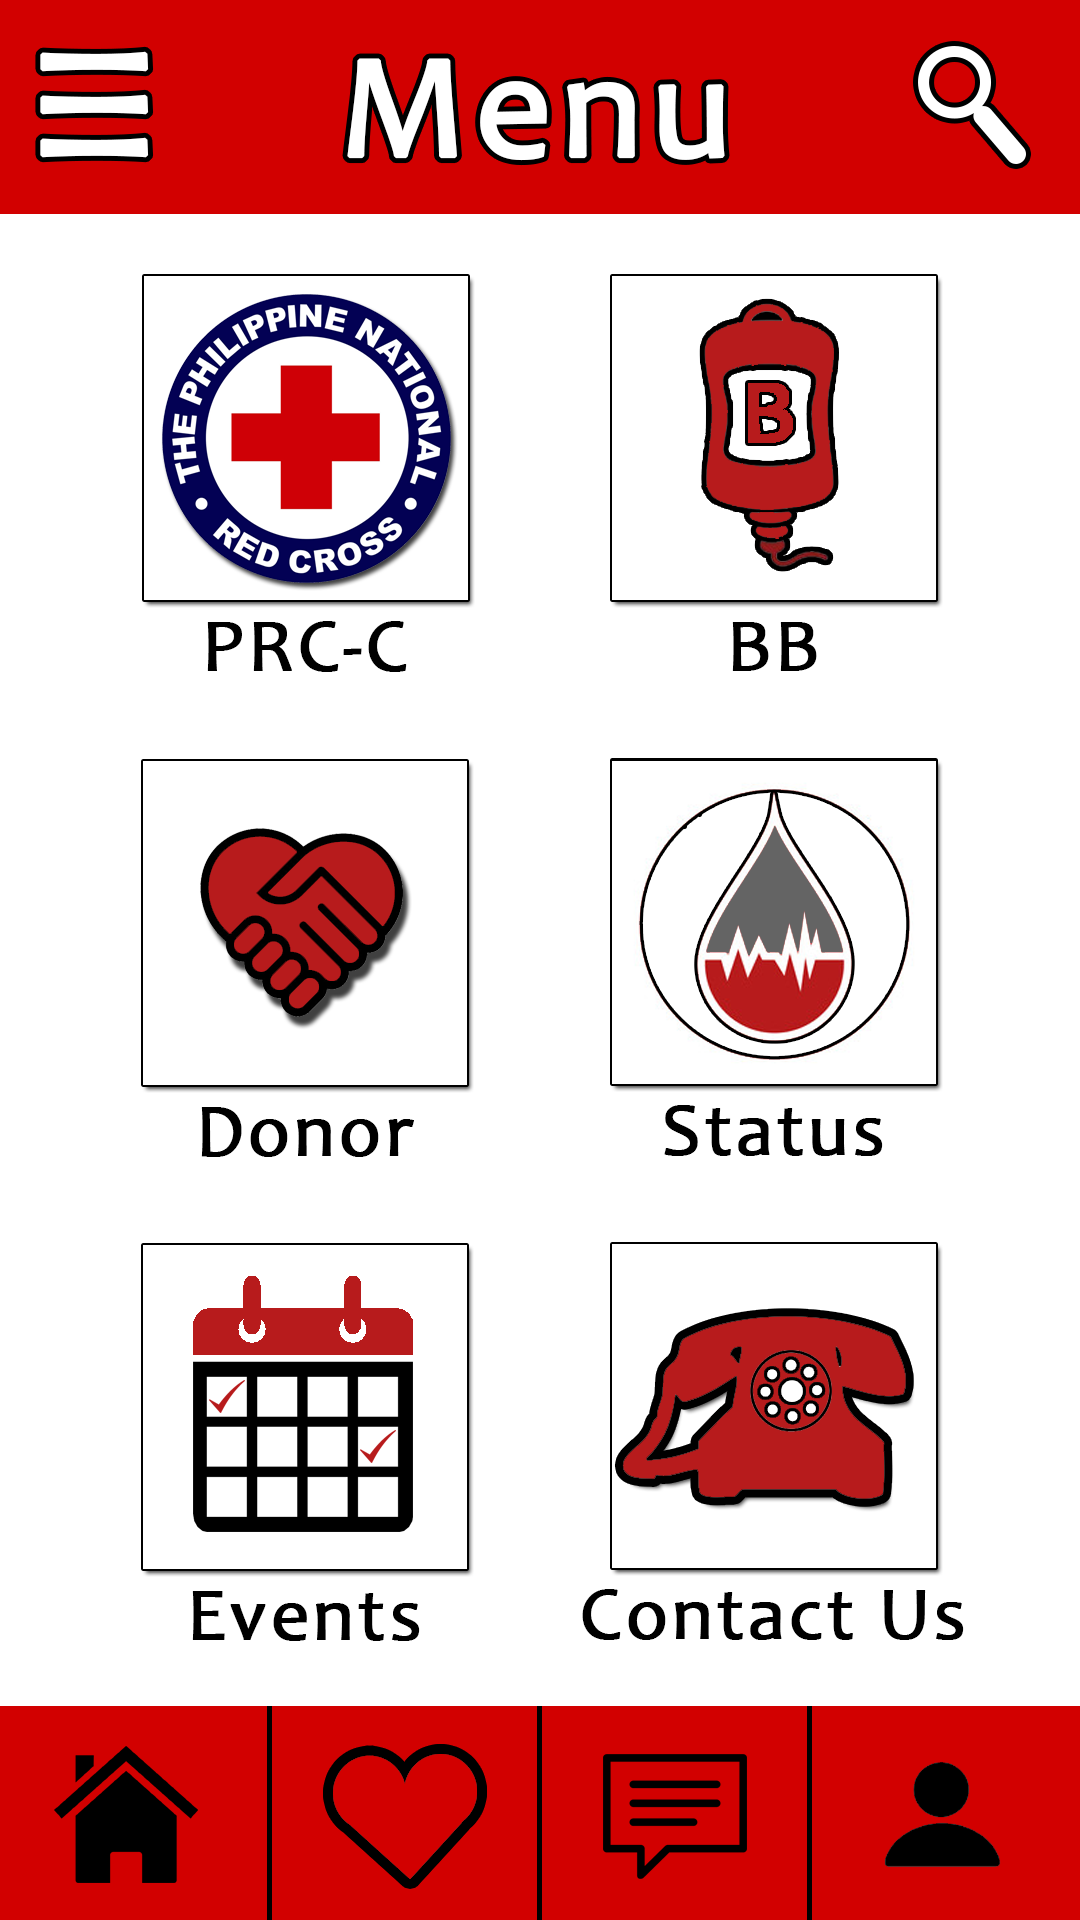 Menu
THE PHILIPPINE NATIONAL
• RED CROSS •
B
PRC-C
BB
Donor
Status
Events
Contact Us